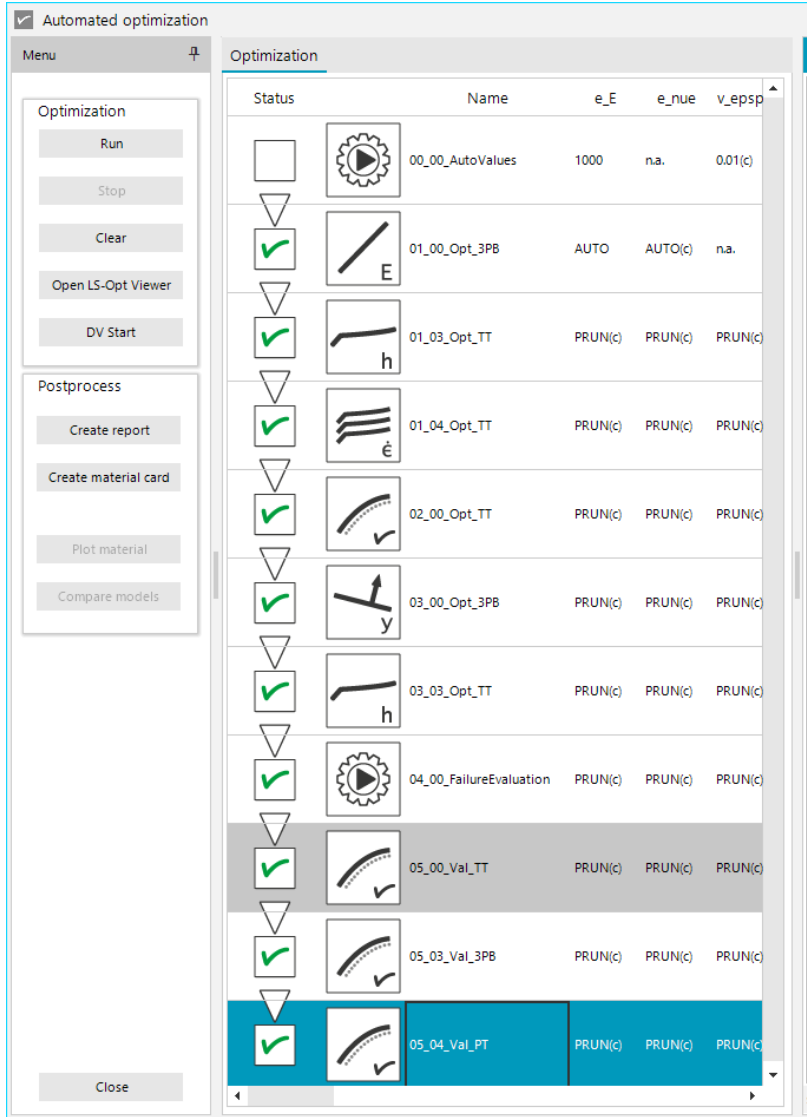 Automated optimization
Menu
Optimization
Run
Stop
Clear
Open LS-Opt Viewer
DV Start
Postprocess
Create report
Create material card
Plot material
Compare models
Close
Optimization
Status Name e_E e_nue v_epsp
00_00_AutoValues 1000 n.a. 0.01(c)
E 01_00_Opt_3PB AUTO AUTO(c) n.a.
h 01_03_Opt_TT PRUN(c) PRUN(c) PRUN(c)
ė 01_04_Opt_TT PRUN(c) PRUN(c) PRUN(c)
02_00_Opt_TT PRUN(c) PRUN(c) PRUN(c)
y 03_00_Opt_3PB PRUN(c) PRUN(c) PRUN(c)
h 03_03_Opt_TT PRUN(c) PRUN(c) PRUN(c)
04_00_FailureEvaluation PRUN(c) PRUN(c) PRUN(c)
05_00_Val_TT PRUN(c) PRUN(c) PRUN(c)
05_03_Val_3PB PRUN(c) PRUN(c) PRUN(c)
05_04_Val_PT PRUN(c) PRUN(c) PRUN(c)